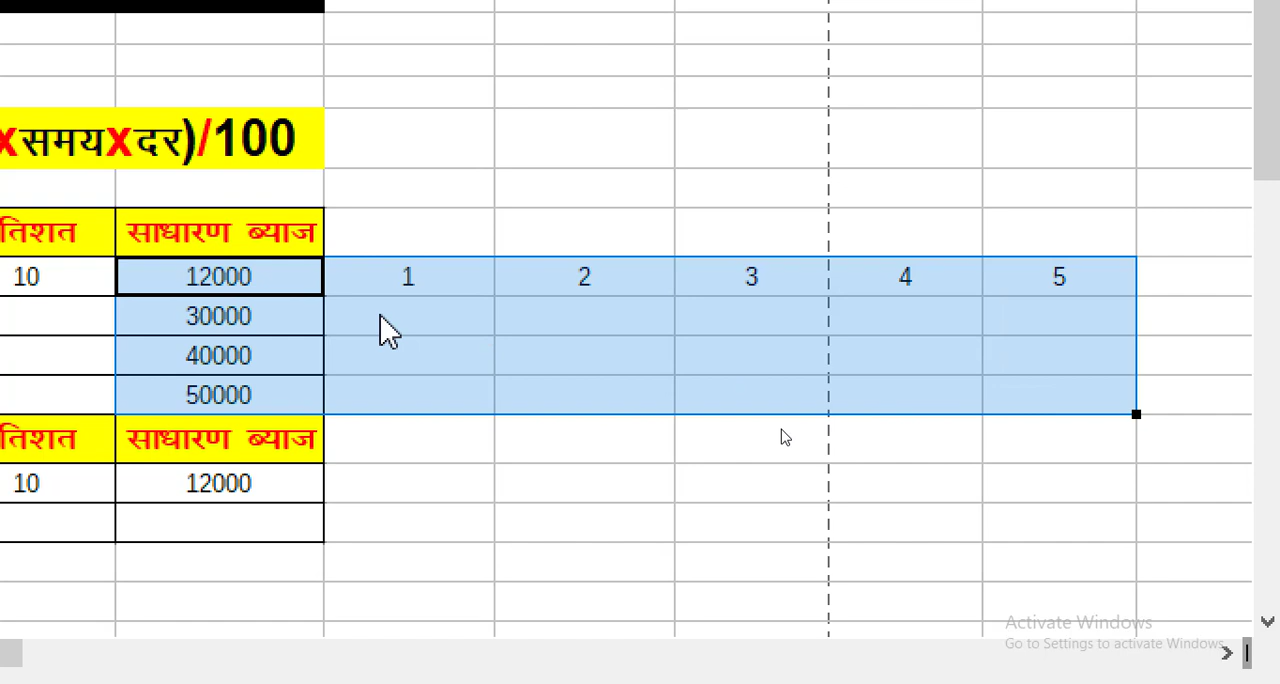 xसमयxदर)/100
तिशत साधारण ब्याज
10 12000 1 2 3 4 5
30000
40000
50000
तिशत साधारण ब्याज
10 12000
Activate Windows
Go to Settings to activate Windows.